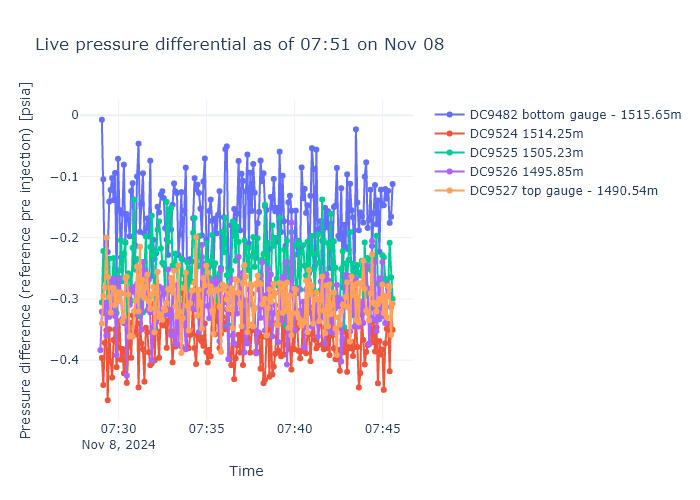 Live pressure differential as of 07:51 on Nov 08
Pressure difference (reference pre injection) [psia]
0
−0.1
−0.2
−0.3
−0.4
07:30
07:35
07:40
07:45
Nov 8, 2024
Time
DC9482 bottom gauge - 1515.65m
DC9524 1514.25m
DC9525 1505.23m
DC9526 1495.85m
DC9527 top gauge - 1490.54m